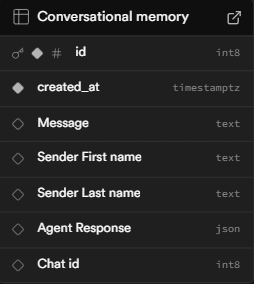 Conversational memory
# id int8
created_at timestamptz
Message text
Sender First name text
Sender Last name text
Agent Response json
Chat id int8